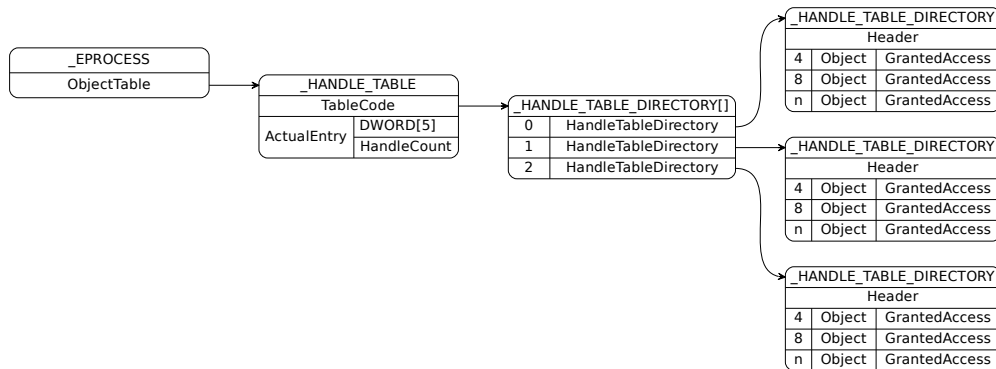 _EPROCESS
ObjectTable
_HANDLE_TABLE
TableCode
ActualEntry
DWORD[5]
HandleCount
_HANDLE_TABLE_DIRECTORY[]
0 HandleTableDirectory
1 HandleTableDirectory
2 HandleTableDirectory
_HANDLE_TABLE_DIRECTORY
Header
4 Object GrantedAccess
8 Object GrantedAccess
n Object GrantedAccess
_HANDLE_TABLE_DIRECTORY
Header
4 Object GrantedAccess
8 Object GrantedAccess
n Object GrantedAccess
_HANDLE_TABLE_DIRECTORY
Header
4 Object GrantedAccess
8 Object GrantedAccess
n Object GrantedAccess